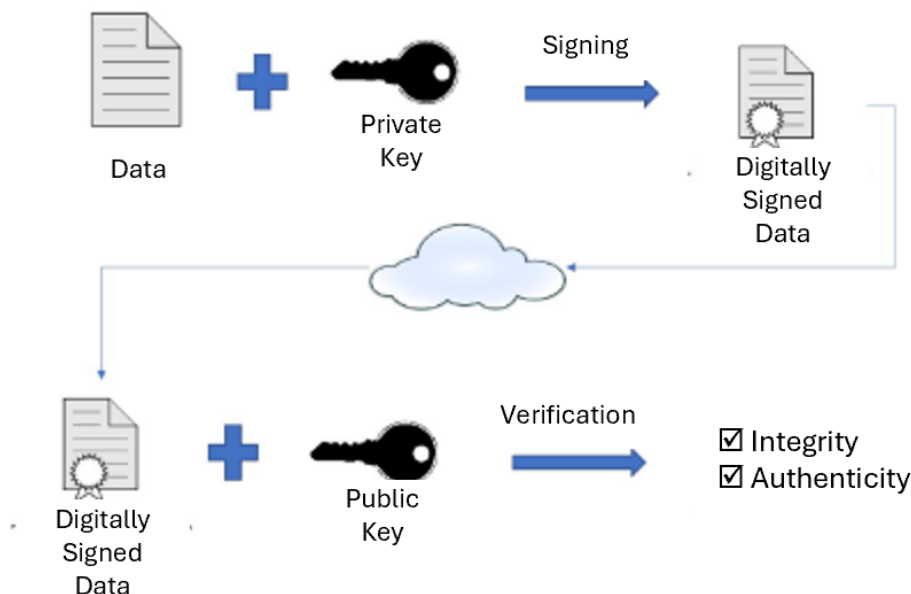 Signing
Private
Key
Data
Digitally
Signed
Data
Verification
Integrity
Authenticity
Public
Key
Digitally
Signed
Data